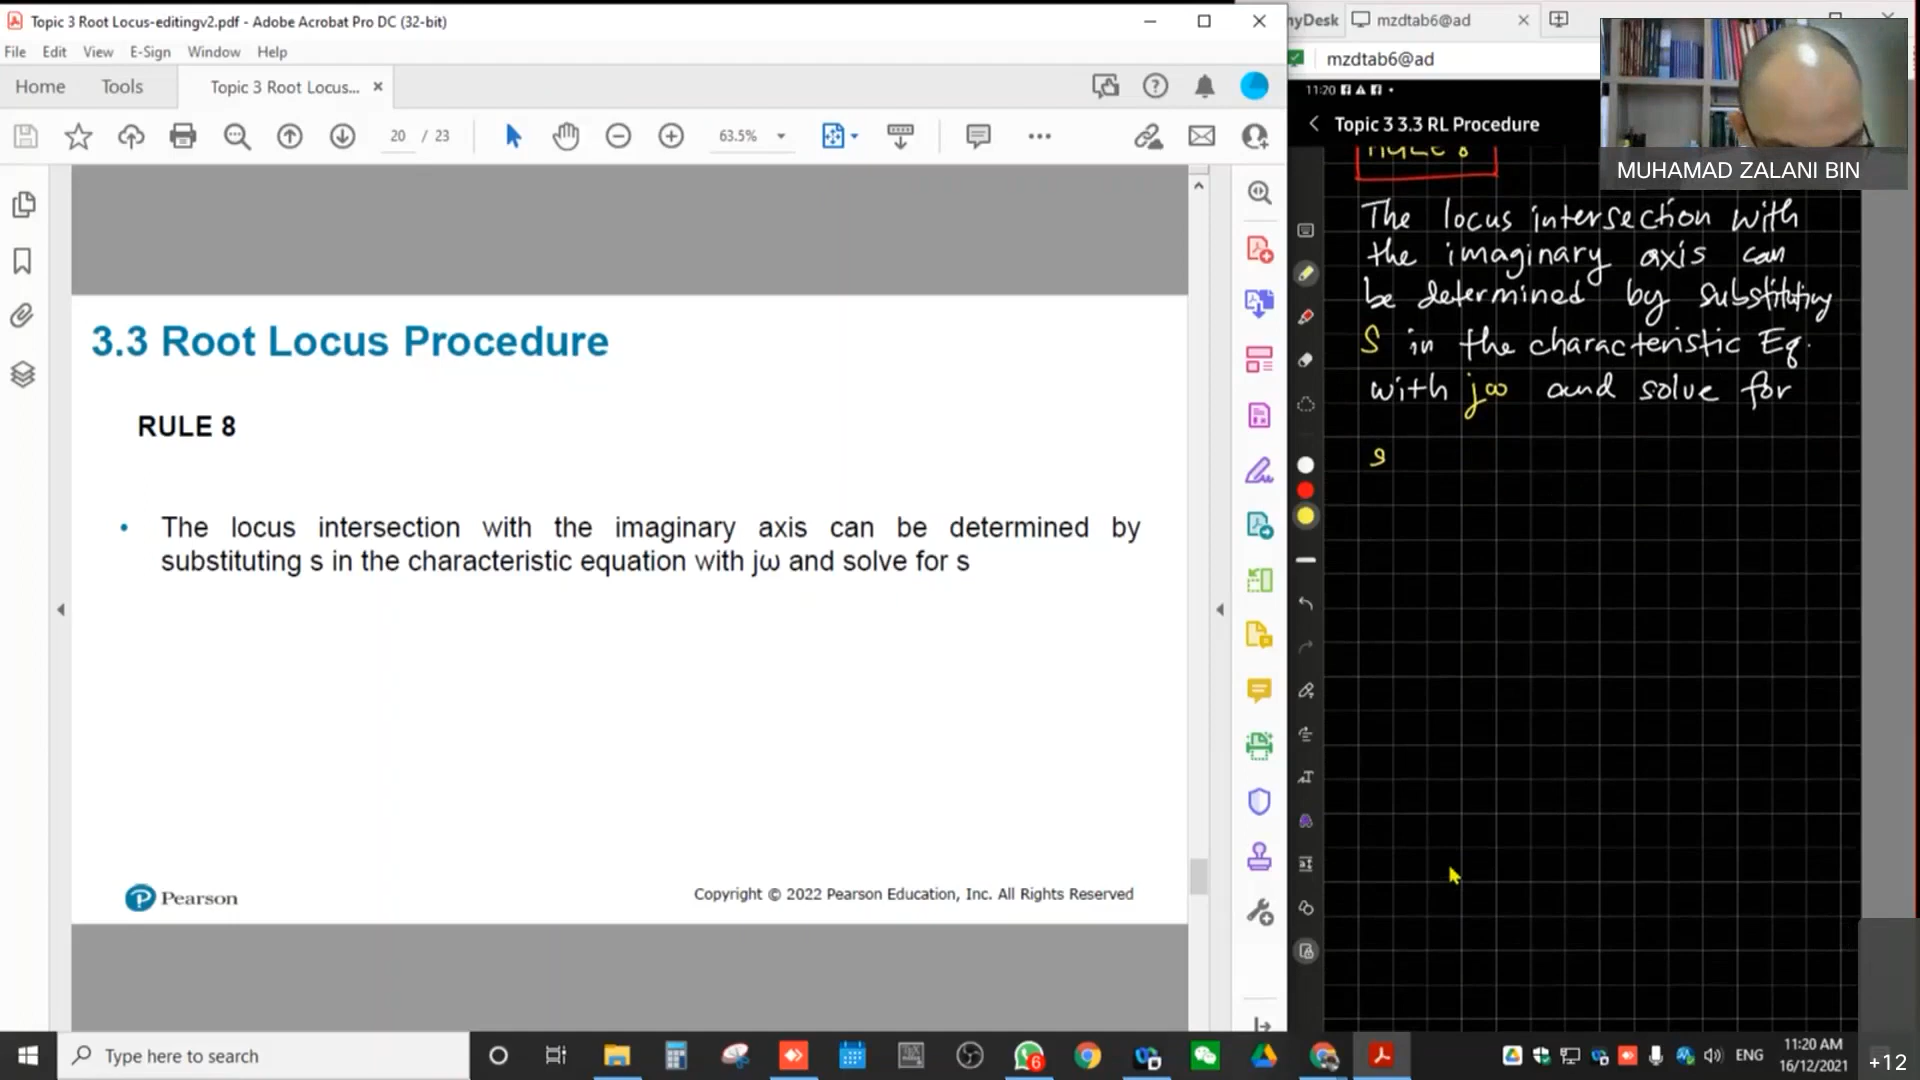 Topic 3 Root Locus-editingv2.pdf - Adobe Acrobat Pro DC (32-bit)
File Edit View E-Sign Window Help
Home Tools Topic 3 Root Locus... ×
20 / 23 63.5%
3.3 Root Locus Procedure
RULE 8
• The locus intersection with the imaginary axis can be determined by
substituting s in the characteristic equation with jω and solve for s
Pearson
Copyright © 2022 Pearson Education, Inc. All Rights Reserved
nyDesk mzdtab6@ad
mzdtab6@ad
11:20
Topic 3 3.3 RL Procedure
MUHAMAD ZALANI BIN
RULE 8
The locus intersection with
the imaginary axis can
be determined by substituting
S in the characteristic Eq.
with jω and solve for
s
Type here to search
6
ENG
11:20 AM
16/12/2021
+12